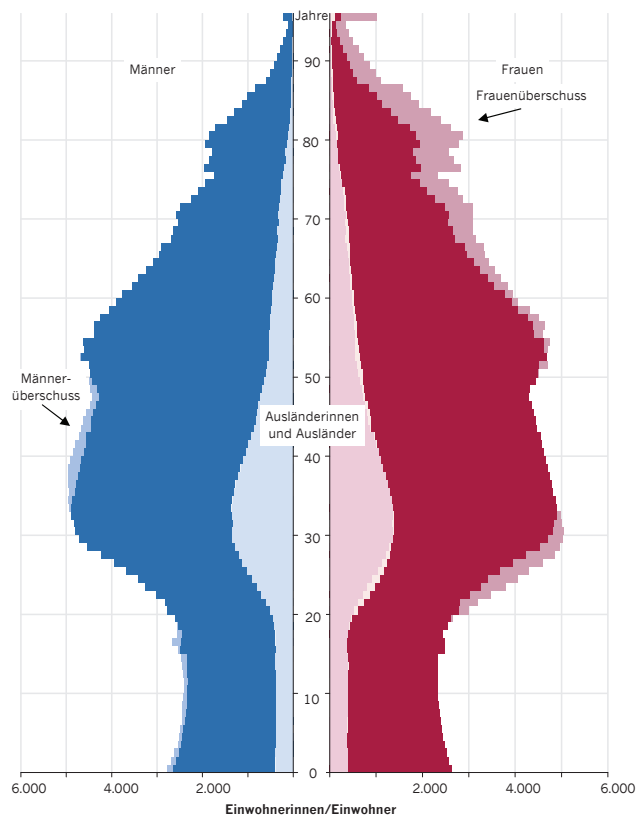 Jahre
Männer
Frauen
Frauenüberschuss
90
80
70
60
50
Männer-
überschuss
Ausländerinnen
und Ausländer
40
30
20
10
0
6.000 4.000 2.000 2.000 4.000 6.000
Einwohnerinnen/Einwohner